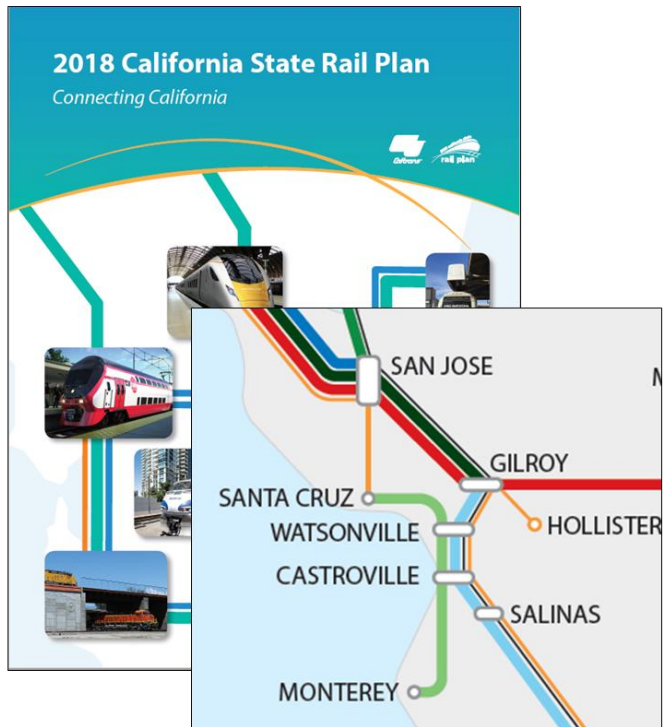 2018 California State Rail Plan
Connecting California
Caltrans
rail plan
SAN JOSE
M
GILROY
SANTA CRUZ
HOLLISTER
WATSONVILLE
CASTROVILLE
SALINAS
MONTEREY